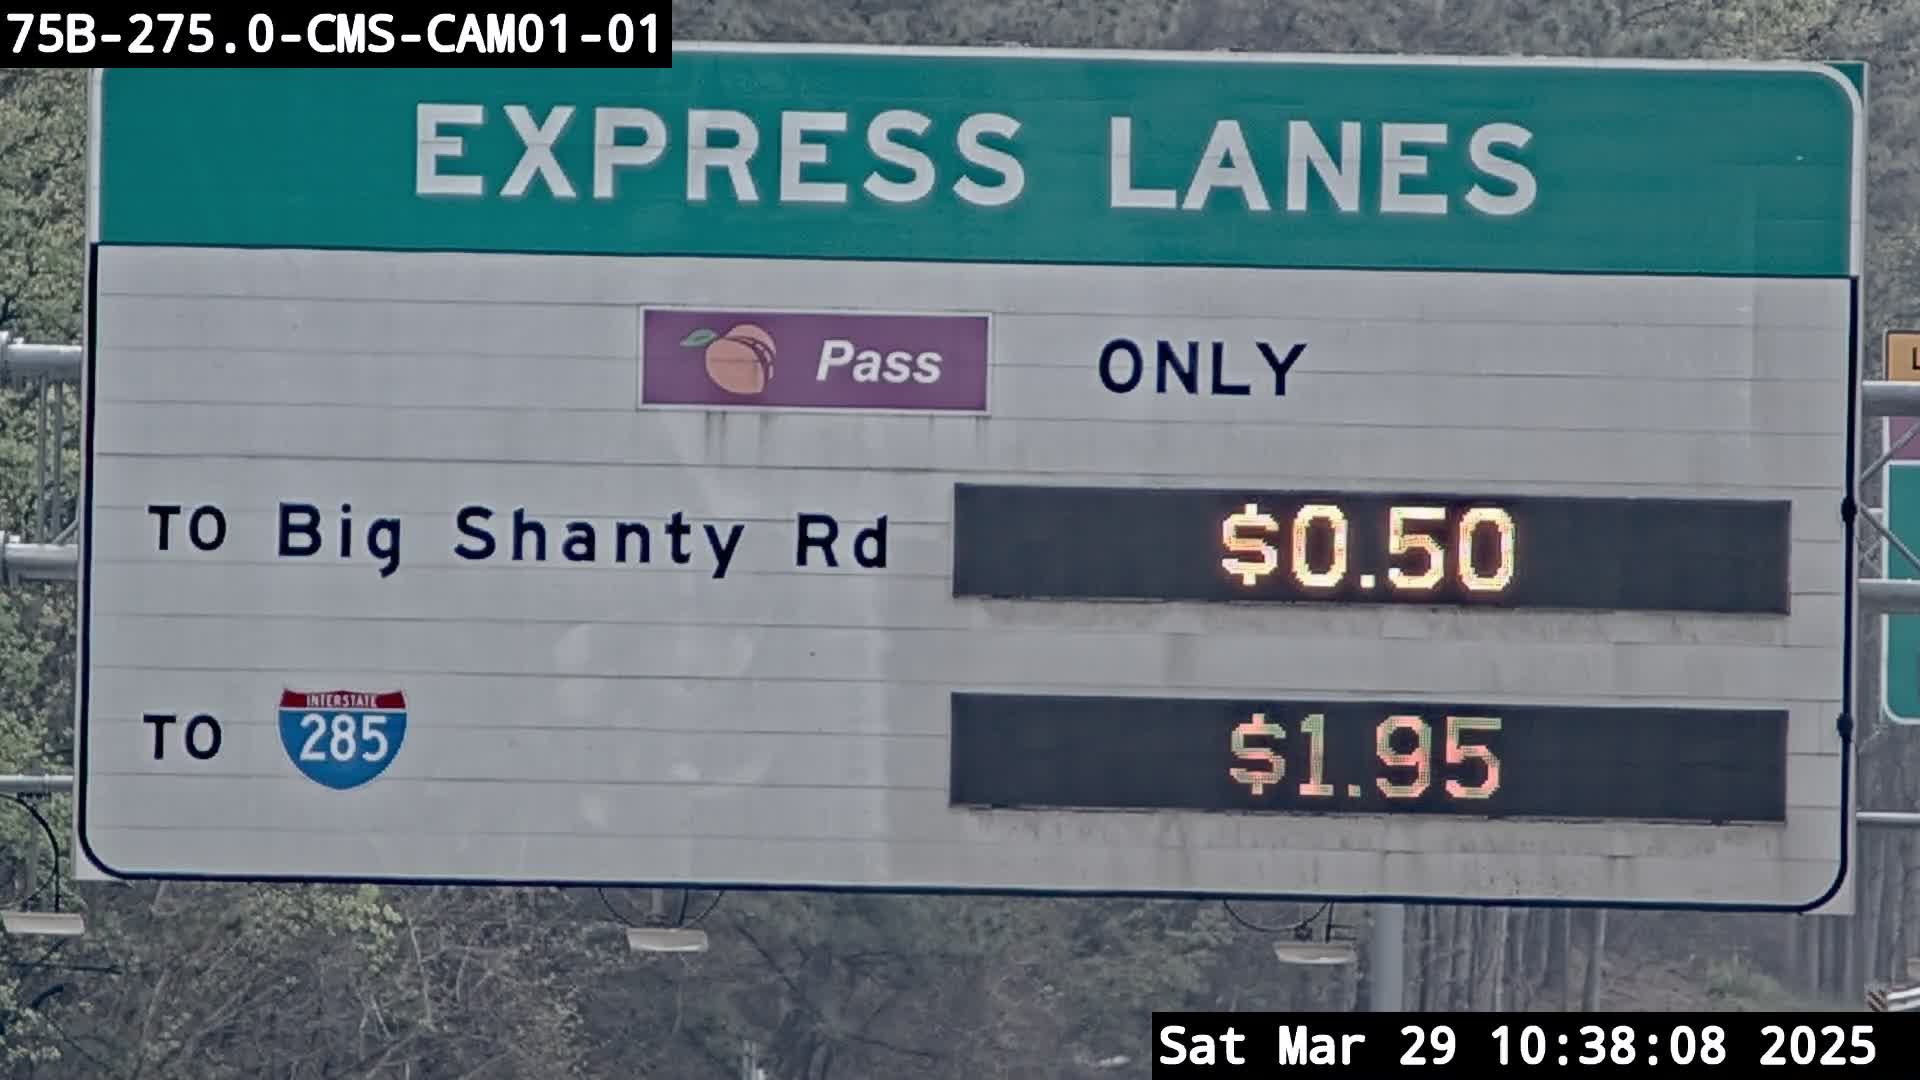 75B-275.0-CMS-CAM01-01
EXPRESS LANES
Pass ONLY
TO Big Shanty Rd $0.50
TO INTERSTATE 285 $1.95
Sat Mar 29 10:38:08 2025